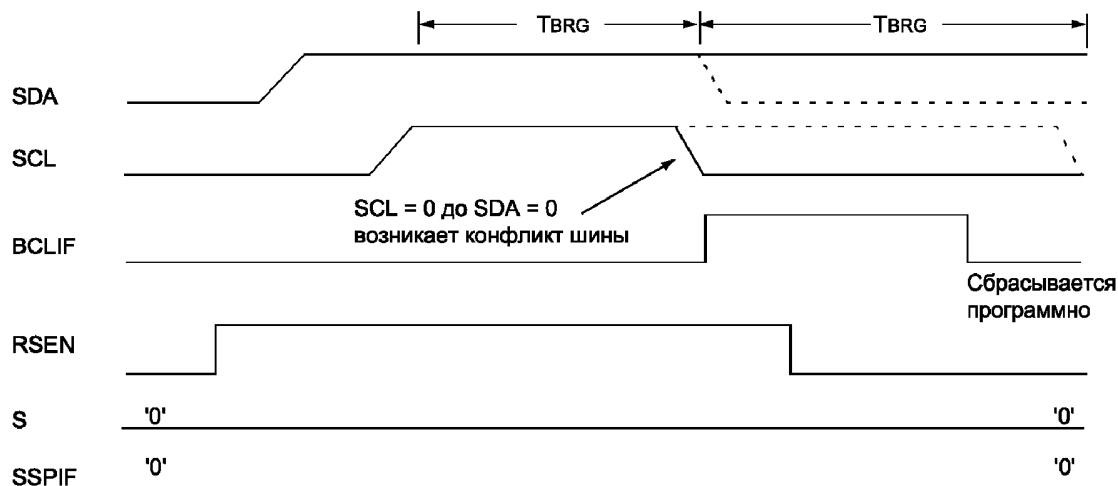 TBRG TBRG
SDA
SCL
SCL = 0 до SDA = 0
возникает конфликт шины
BCLIF
Сбрасывается
программно
RSEN
S '0' '0'
SSPIF '0' '0'